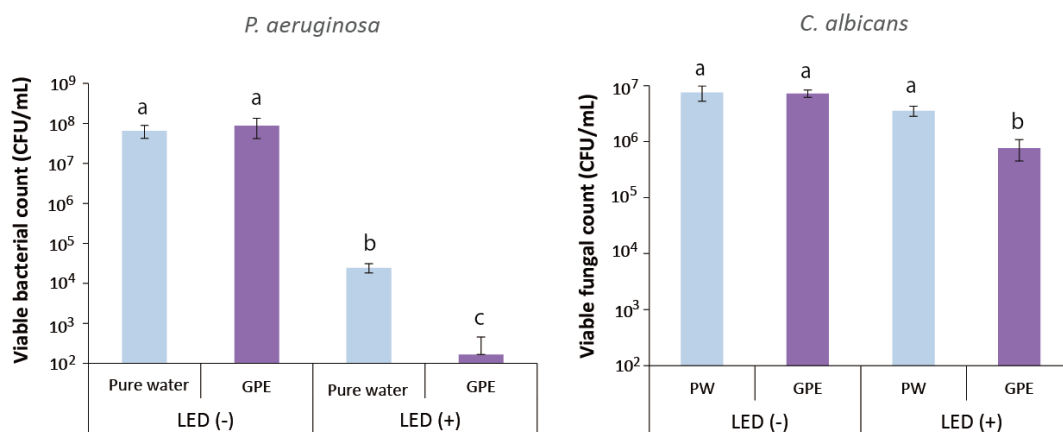 P. aeruginosa
Viable bacterial count (CFU/mL)
10⁹
10⁸
10⁷
10⁶
10⁵
10⁴
10³
10²
a
a
b
c
Pure water GPE Pure water GPE
LED (-) LED (+)
C. albicans
Viable fungal count (CFU/mL)
10⁷
10⁶
10⁵
10⁴
10³
10²
a
a
a
b
PW GPE PW GPE
LED (-) LED (+)